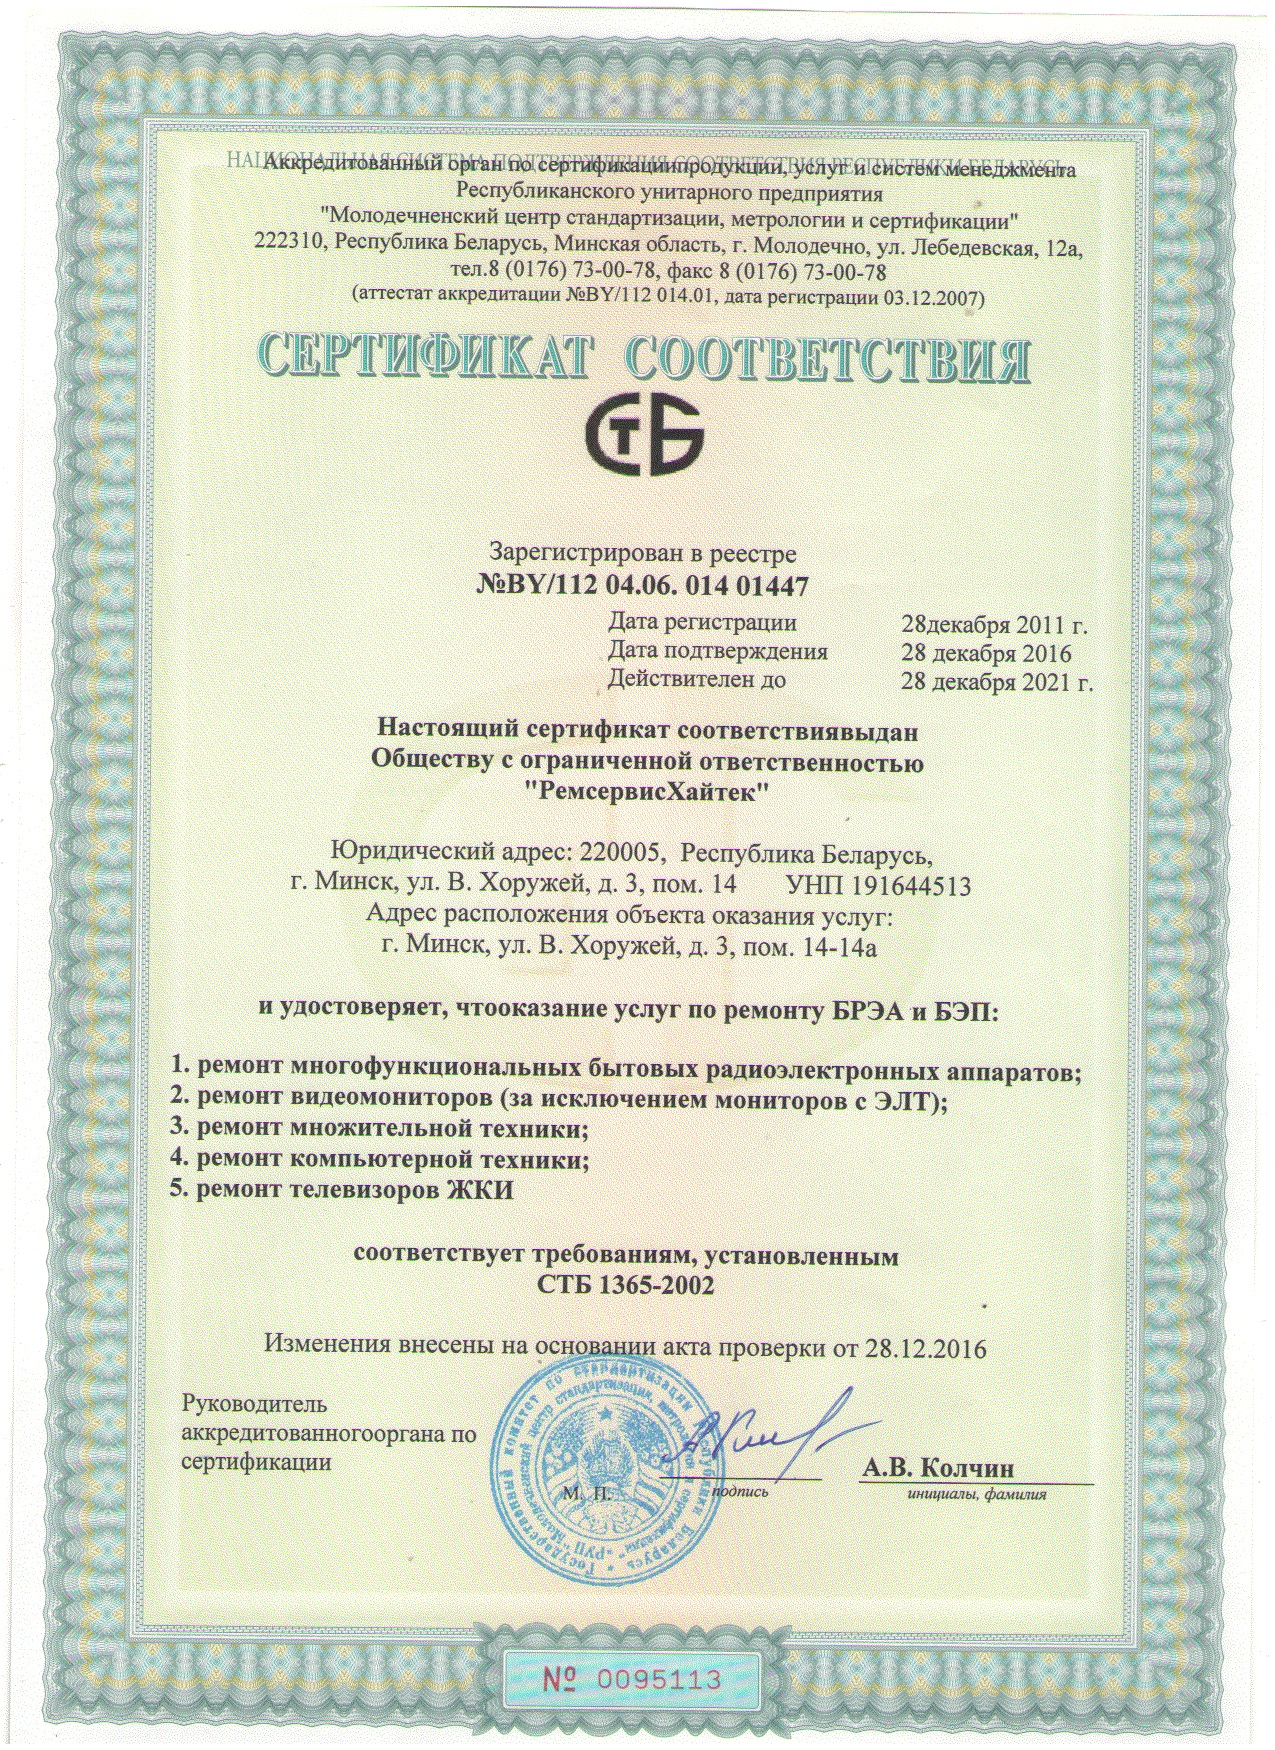 НАЦИОНАЛЬНАЯ СИСТЕМА ПОДТВЕРЖДЕНИЯ СООТВЕТСТВИЯ РЕСПУБЛИКИ БЕЛАРУСЬ
Аккредитованный орган по сертификациипродукции, услуг и систем менеджмента
Республиканского унитарного предприятия
"Молодечненский центр стандартизации, метрологии и сертификации"
222310, Республика Беларусь, Минская область, г. Молодечно, ул. Лебедевская, 12а,
тел.8 (0176) 73-00-78, факс 8 (0176) 73-00-78
(аттестат аккредитации №BY/112 014.01, дата регистрации 03.12.2007)
СЕРТИФИКАТ СООТВЕТСТВИЯ
СТБ
Зарегистрирован в реестре
№BY/112 04.06. 014 01447
Дата регистрации 28декабря 2011 г.
Дата подтверждения 28 декабря 2016
Действителен до 28 декабря 2021 г.
Настоящий сертификат соответствиявыдан
Обществу с ограниченной ответственностью
"РемсервисХайтек"
Юридический адрес: 220005, Республика Беларусь,
г. Минск, ул. В. Хоружей, д. 3, пом. 14 УНП 191644513
Адрес расположения объекта оказания услуг:
г. Минск, ул. В. Хоружей, д. 3, пом. 14-14а
и удостоверяет, чтооказание услуг по ремонту БРЭА и БЭП:
1. ремонт многофункциональных бытовых радиоэлектронных аппаратов;
2. ремонт видеомониторов (за исключением мониторов с ЭЛТ);
3. ремонт множительной техники;
4. ремонт компьютерной техники;
5. ремонт телевизоров ЖКИ
соответствует требованиям, установленным
СТБ 1365-2002
Изменения внесены на основании акта проверки от 28.12.2016
Руководитель
аккредитованногооргана по
сертификации
Государственный комитет по стандартизации Республики Беларусь
РУП "Молодечненский центр стандартизации, метрологии и сертификации"
М. П.
подпись
А.В. Колчин
инициалы, фамилия
№ 0095113